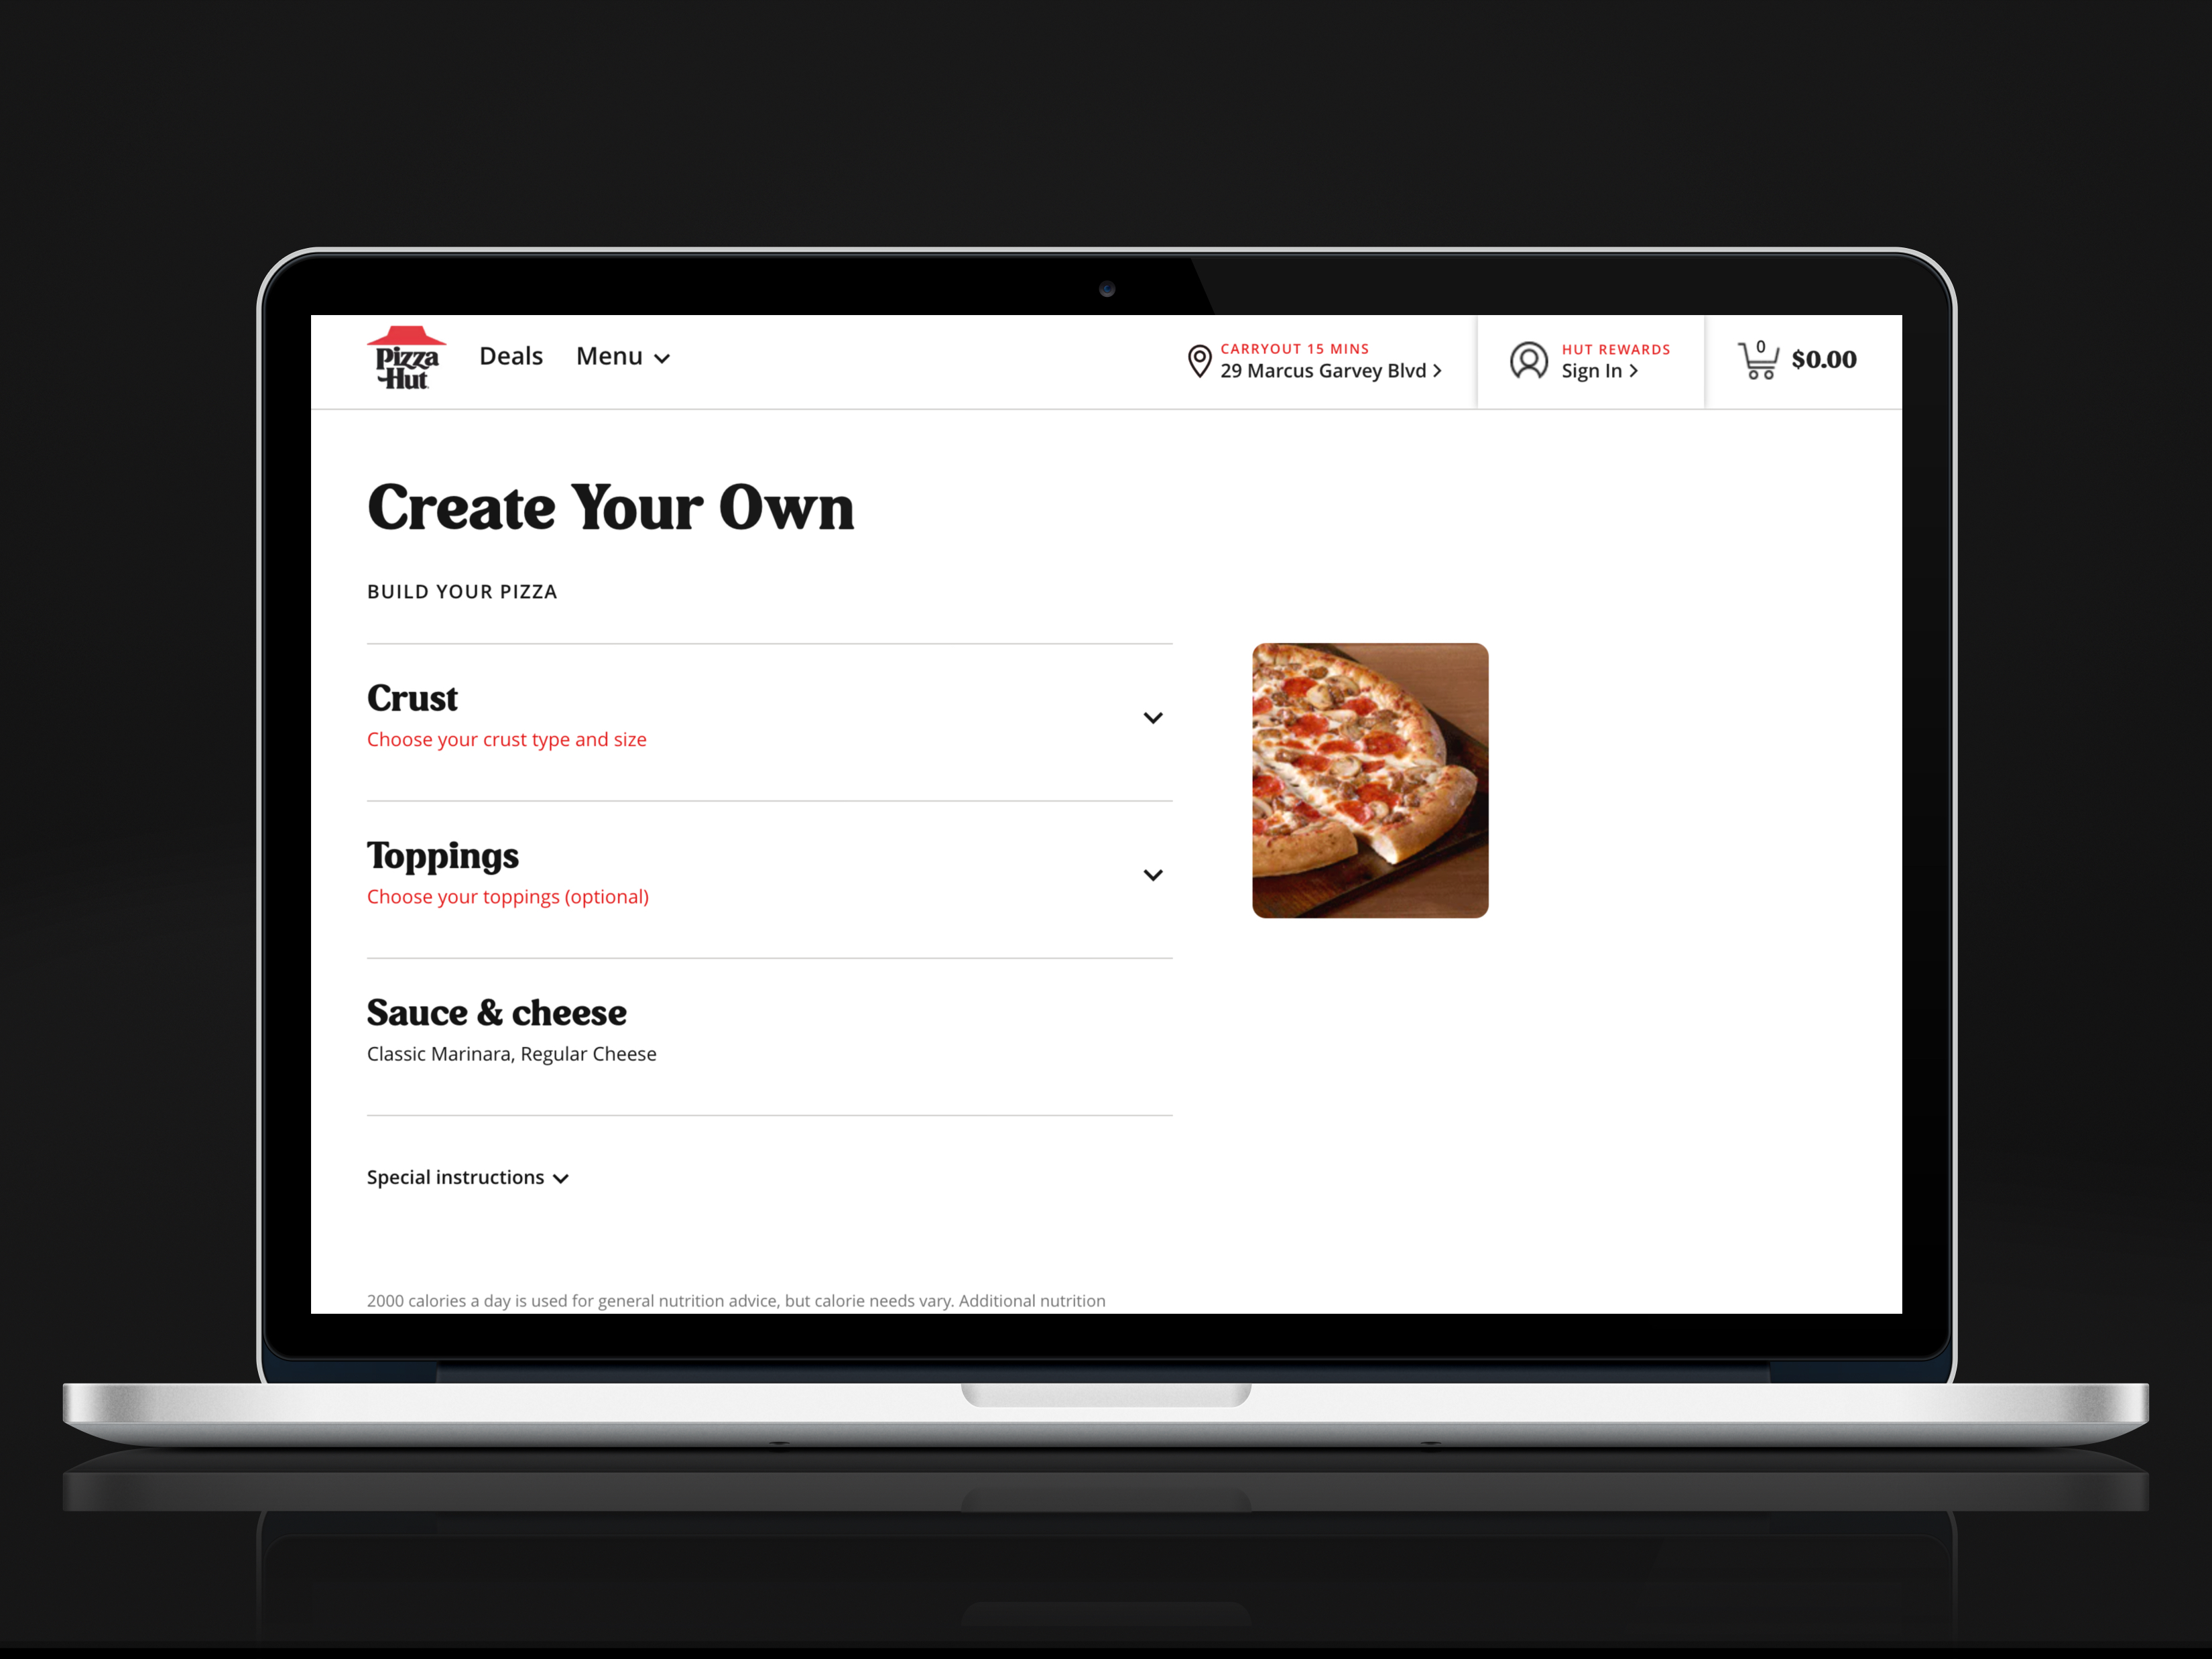 Pizza
Hut
Deals
Menu
CARRYOUT 15 MINS
29 Marcus Garvey Blvd
HUT REWARDS
Sign In
0
$0.00
Create Your Own
BUILD YOUR PIZZA
Crust
Choose your crust type and size
Toppings
Choose your toppings (optional)
Sauce & cheese
Classic Marinara, Regular Cheese
Special instructions
2000 calories a day is used for general nutrition advice, but calorie needs vary. Additional nutrition